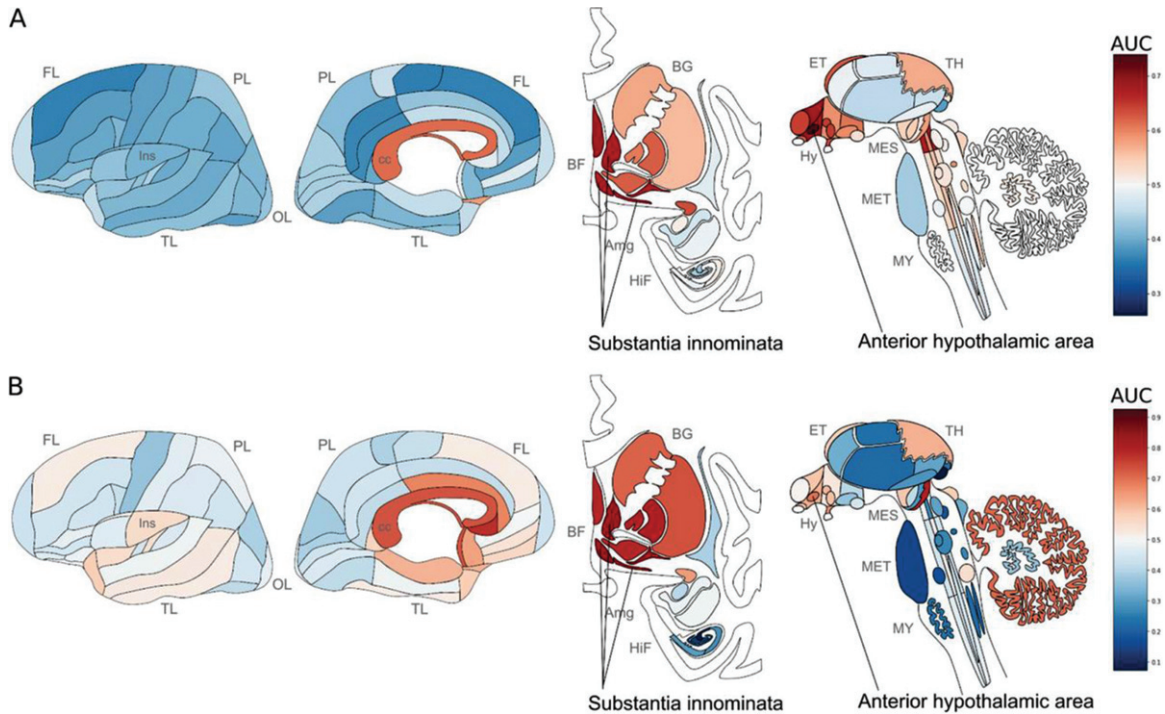 A
FL
PL
Ins
OL
TL
PL
FL
cc
BG
BF
Amg
HiF
Substantia innominata
ET
TH
Hy
MES
MET
MY
Anterior hypothalamic area
AUC
0.7
0.6
0.5
0.4
0.3
B
FL
PL
Ins
OL
TL
PL
FL
cc
BG
BF
Amg
HiF
Substantia innominata
ET
TH
Hy
MES
MET
MY
Anterior hypothalamic area
AUC
0.9
0.8
0.7
0.6
0.5
0.4
0.3
0.2
0.1